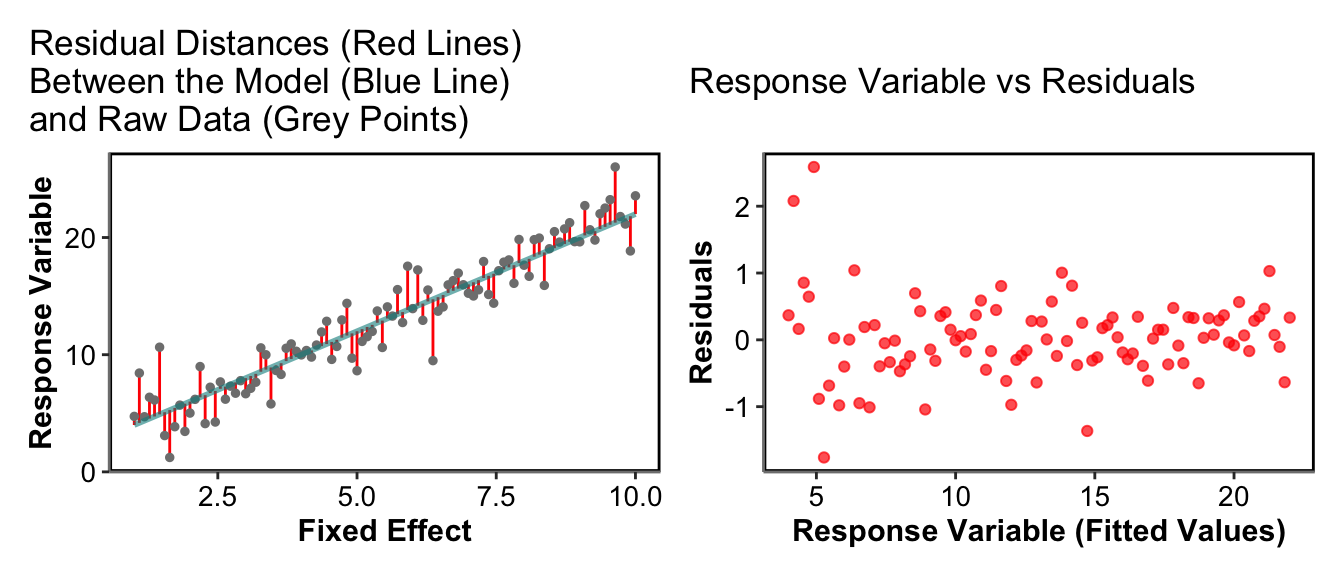 Residual Distances (Red Lines)
Between the Model (Blue Line)
and Raw Data (Grey Points)
Response Variable
20
10
0
2.5
5.0
7.5
10.0
Fixed Effect
Response Variable vs Residuals
Residuals
2
1
0
-1
5
10
15
20
Response Variable (Fitted Values)